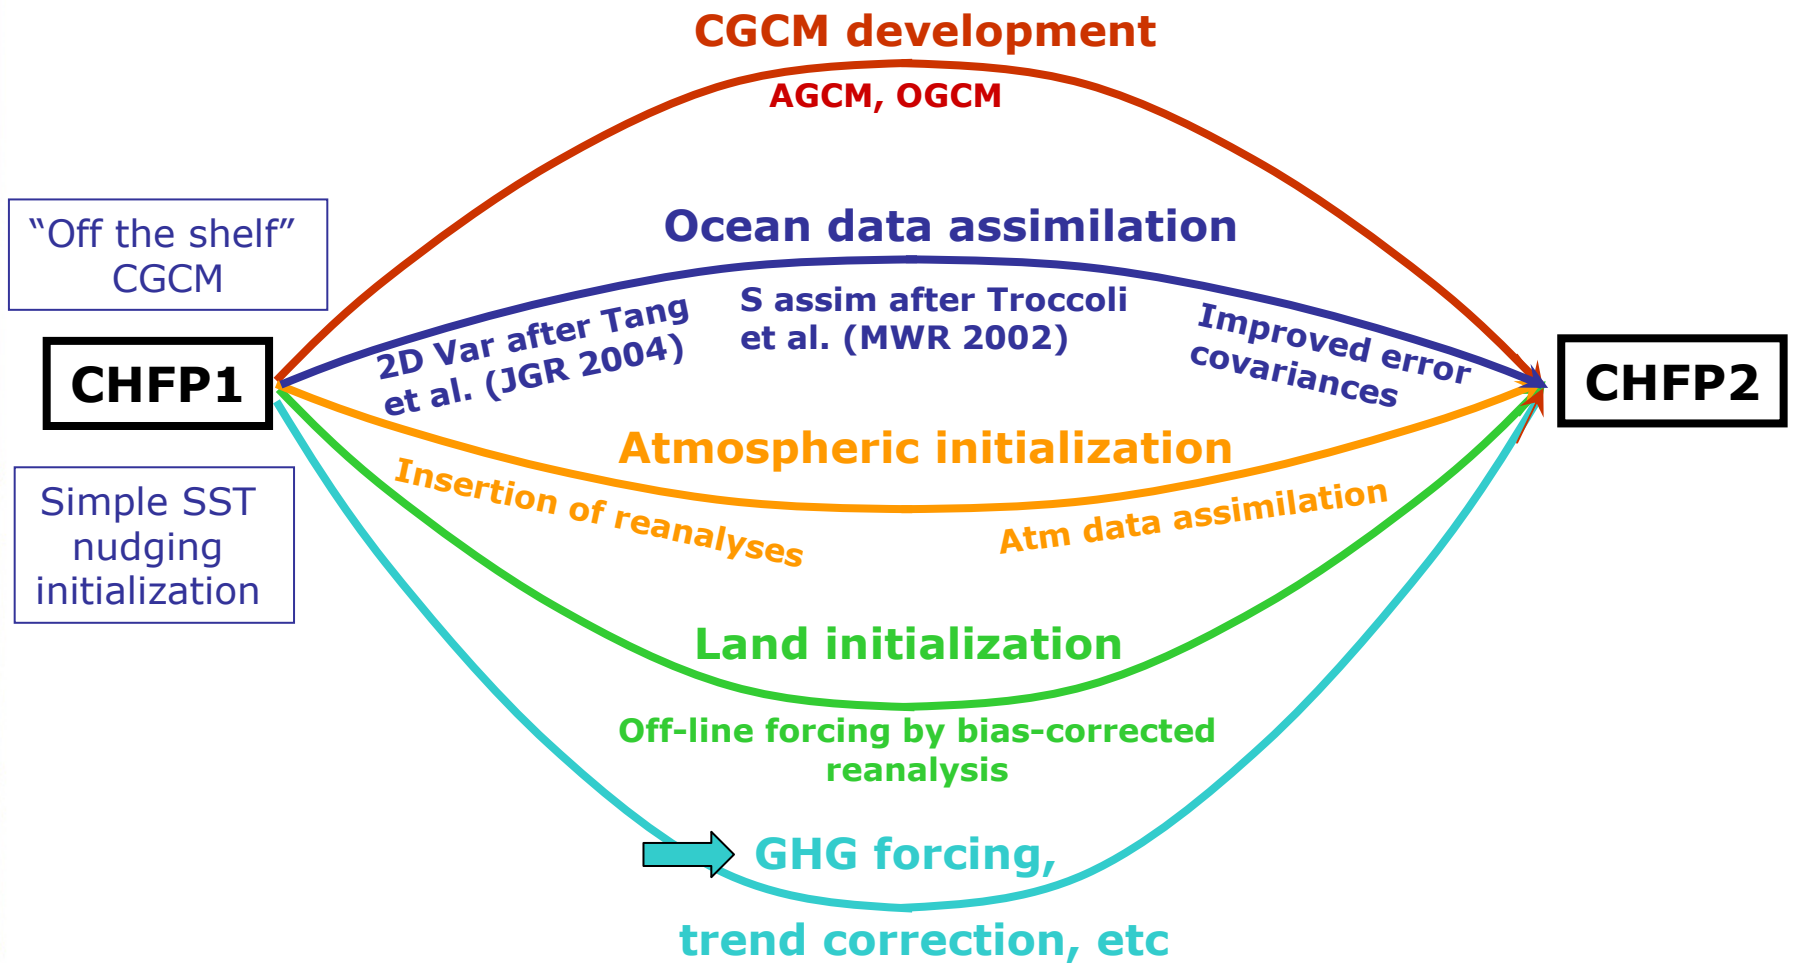 CGCM development
AGCM, OGCM
“Off the shelf”
CGCM
Ocean data assimilation
2D Var after Tang
et al. (JGR 2004)
S assim after Troccoli
et al. (MWR 2002)
Improved error
covariances
CHFP1
CHFP2
Atmospheric initialization
Insertion of reanalyses
Atm data assimilation
Simple SST
nudging
initialization
Land initialization
Off-line forcing by bias-corrected
reanalysis
GHG forcing,
trend correction, etc